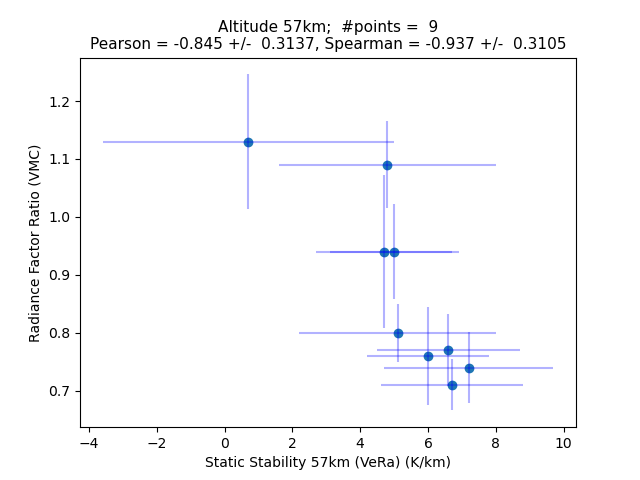 Altitude 57km;  #points =  9
Pearson = -0.845 +/-  0.3137, Spearman = -0.937 +/-  0.3105
Radiance Factor Ratio (VMC)
1.2
1.1
1.0
0.9
0.8
0.7
−4 −2 0 2 4 6 8 10
Static Stability 57km (VeRa) (K/km)